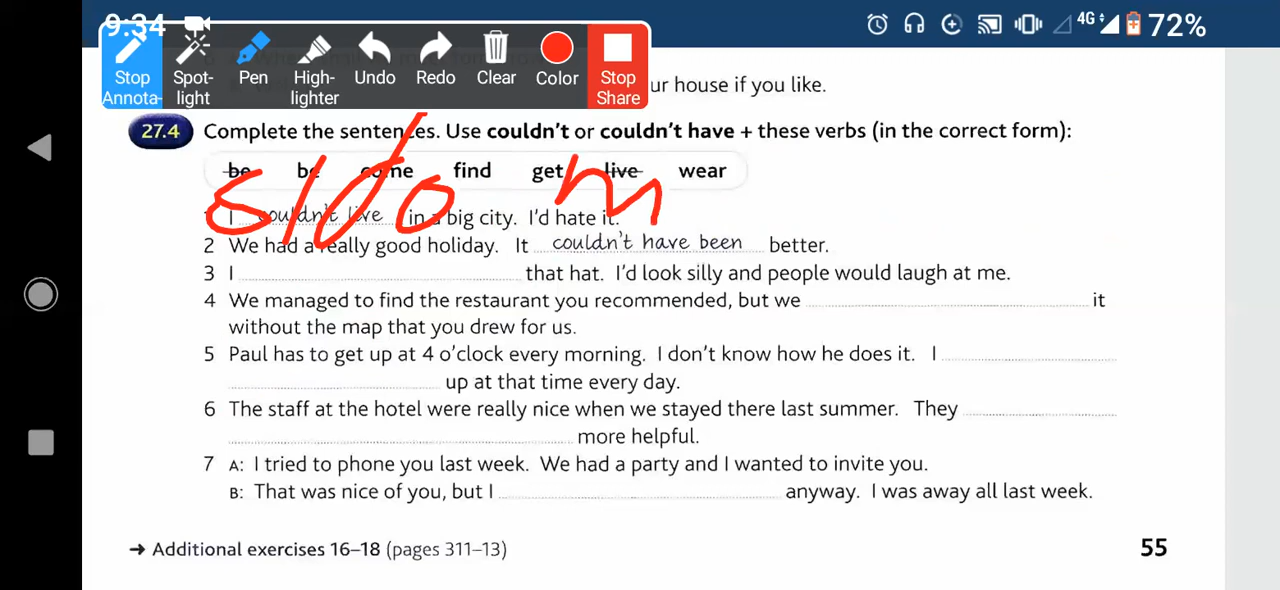 9:34 4G 72%
Stop Annota- Spot-light Pen High-lighter Undo Redo Clear Color Stop Share
ur house if you like.
27.4 Complete the sentences. Use couldn't or couldn't have + these verbs (in the correct form):
be be come find get live wear
1 I couldn't live in a big city. I'd hate it.
2 We had a really good holiday. It couldn't have been better.
3 I that hat. I'd look silly and people would laugh at me.
4 We managed to find the restaurant you recommended, but we it
without the map that you drew for us.
5 Paul has to get up at 4 o'clock every morning. I don't know how he does it. I
up at that time every day.
6 The staff at the hotel were really nice when we stayed there last summer. They
more helpful.
7 A: I tried to phone you last week. We had a party and I wanted to invite you.
B: That was nice of you, but I anyway. I was away all last week.
→ Additional exercises 16–18 (pages 311–13) 55